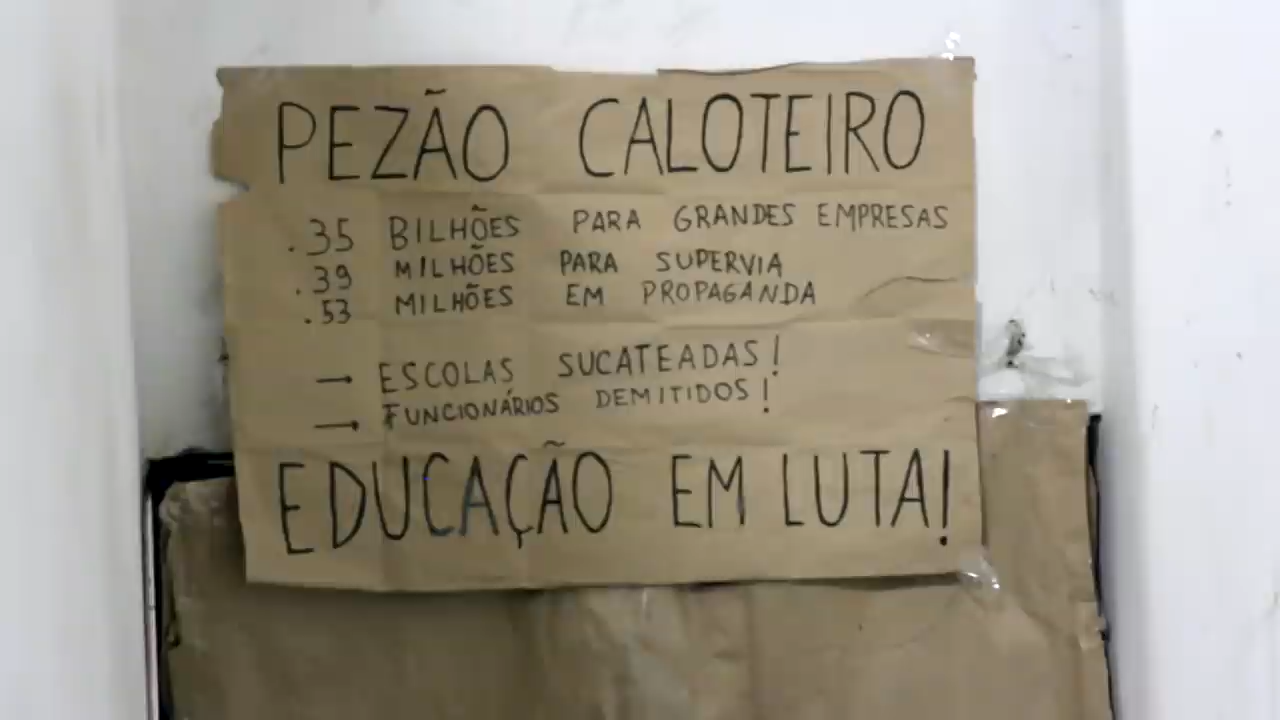 PEZÃO CALOTEIRO
.35 BILHÕES PARA GRANDES EMPRESAS
.39 MILHÕES PARA SUPERVIA
.53 MILHÕES EM PROPAGANDA
→ ESCOLAS SUCATEADAS!
→ FUNCIONÁRIOS DEMITIDOS!
EDUCAÇÃO EM LUTA!